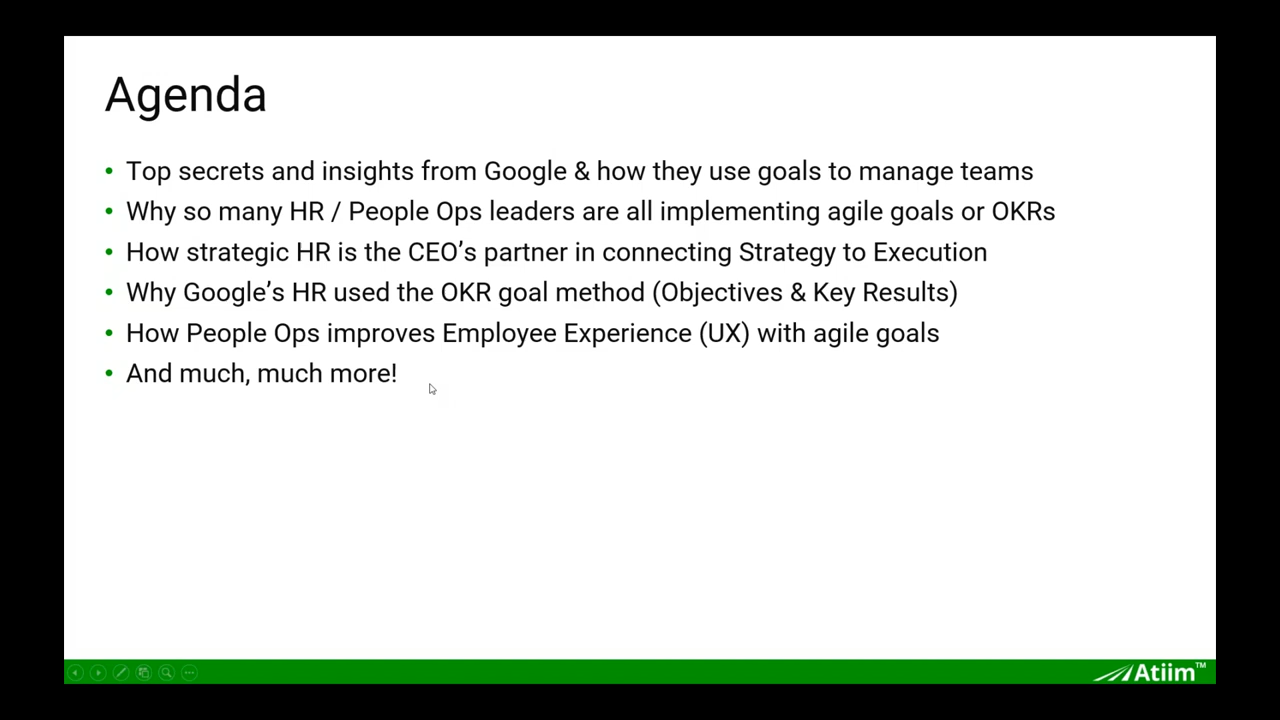 Agenda
• Top secrets and insights from Google & how they use goals to manage teams
• Why so many HR / People Ops leaders are all implementing agile goals or OKRs
• How strategic HR is the CEO’s partner in connecting Strategy to Execution
• Why Google’s HR used the OKR goal method (Objectives & Key Results)
• How People Ops improves Employee Experience (UX) with agile goals
• And much, much more!
Atiim™